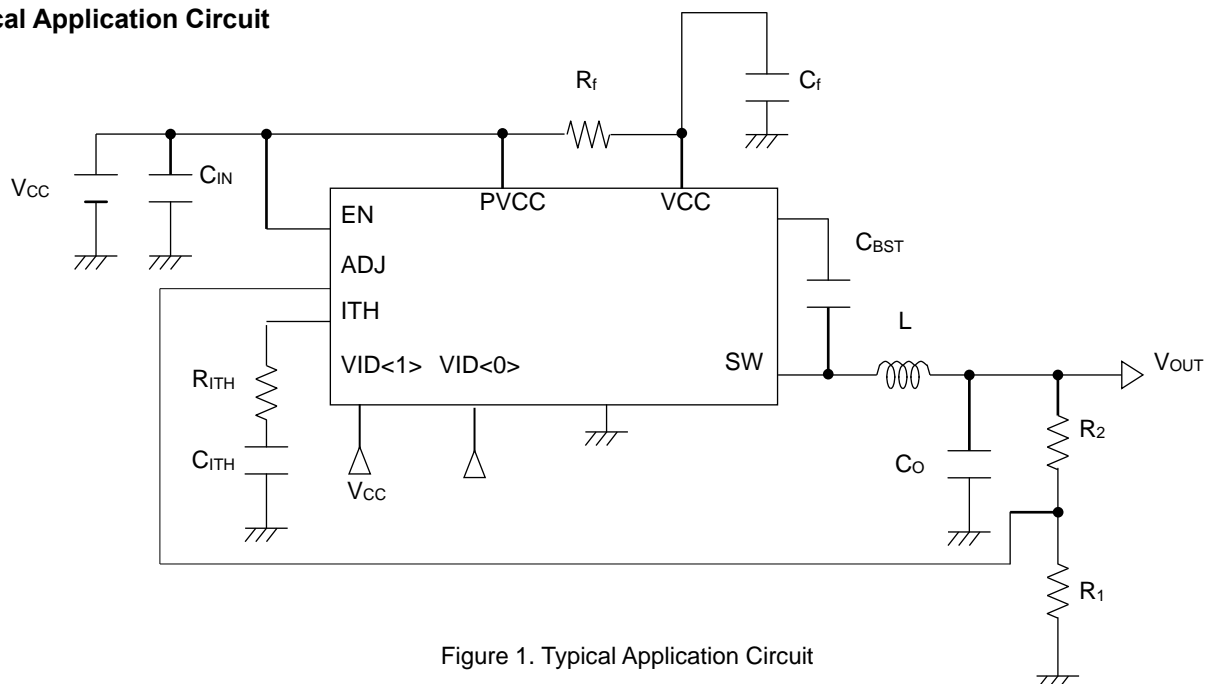 cal Application Circuit
Rf
Cf
VCC
CIN
PVCC
VCC
EN
ADJ
ITH
VID<1> VID<0>
SW
CBST
L
VOUT
RITH
CITH
VCC
CO
R2
R1
Figure 1. Typical Application Circuit